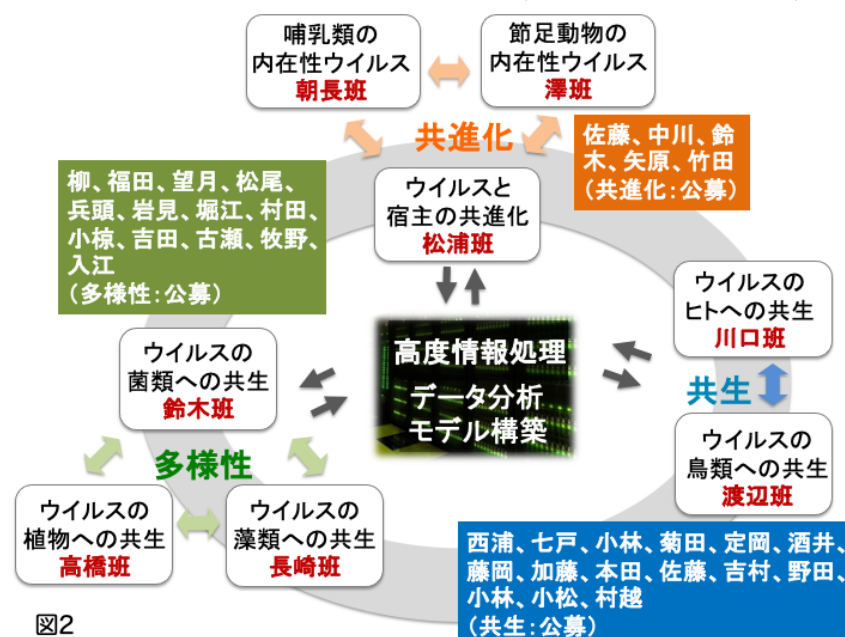 哺乳類の
内在性ウイルス
朝長班
節足動物の
内在性ウイルス
澤班
共進化
佐藤、中川、鈴
木、矢原、竹田
(共進化:公募)
柳、福田、望月、松尾、
兵頭、岩見、堀江、村田、
小椋、吉田、古瀬、牧野、
入江
(多様性:公募)
ウイルスと
宿主の共進化
松浦班
ウイルスの
ヒトへの共生
川口班
ウイルスの
菌類への共生
鈴木班
高度情報処理
データ分析
モデル構築
共生
ウイルスの
鳥類への共生
渡辺班
多様性
ウイルスの
植物への共生
高橋班
ウイルスの
藻類への共生
長崎班
西浦、七戸、小林、菊田、定岡、酒井、
藤岡、加藤、本田、佐藤、吉村、野田、
小林、小松、村越
(共生:公募)
図2